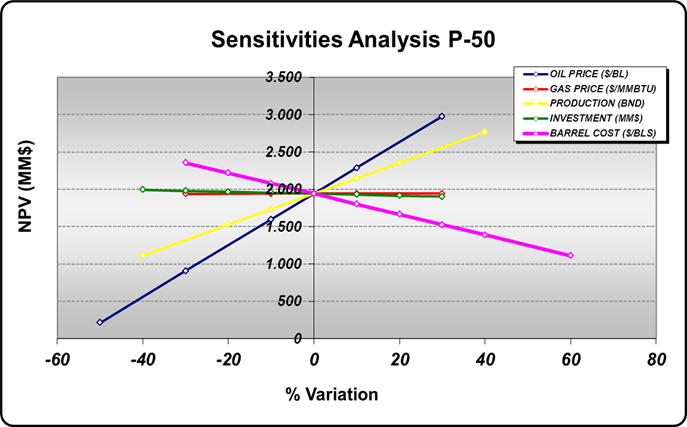 Sensitivities Analysis P-50
3.500
3.000
2.500
2.000
1.500
1.000
500
0
NPV (MM$)
OIL PRICE ($/BL)
GAS PRICE ($/MMBTU)
PRODUCTION (BND)
INVESTMENT (MM$)
BARREL COST ($/BLS)
-60 -40 -20 0 20 40 60 80
% Variation